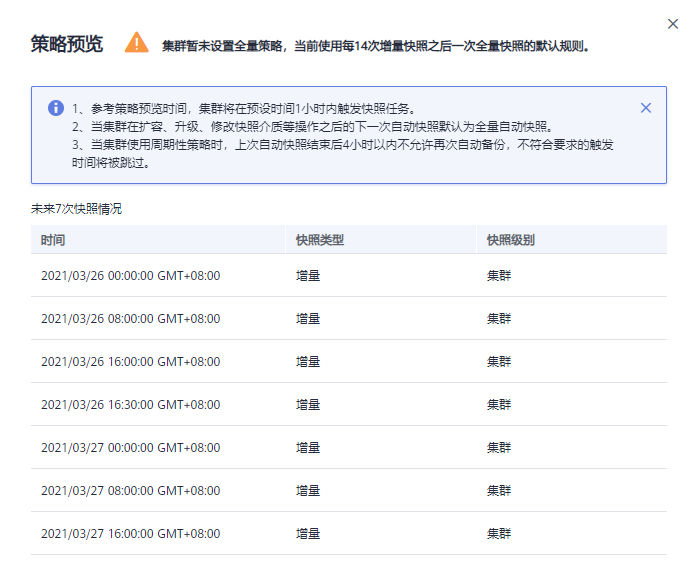 策略预览 集群暂未设置全量策略，当前使用每14次增量快照之后一次全量快照的默认规则。
1、参考策略预览时间，集群将在预设时间1小时内触发快照任务。
2、当集群在扩容、升级、修改快照介质等操作之后的下一次自动快照默认为全量自动快照。
3、当集群使用周期性策略时，上次自动快照结束后4小时以内不允许再次自动备份，不符合要求的触发
时间将被跳过。
未来7次快照情况
时间 快照类型 快照级别
2021/03/26 00:00:00 GMT+08:00 增量 集群
2021/03/26 08:00:00 GMT+08:00 增量 集群
2021/03/26 16:00:00 GMT+08:00 增量 集群
2021/03/26 16:30:00 GMT+08:00 增量 集群
2021/03/27 00:00:00 GMT+08:00 增量 集群
2021/03/27 08:00:00 GMT+08:00 增量 集群
2021/03/27 16:00:00 GMT+08:00 增量 集群